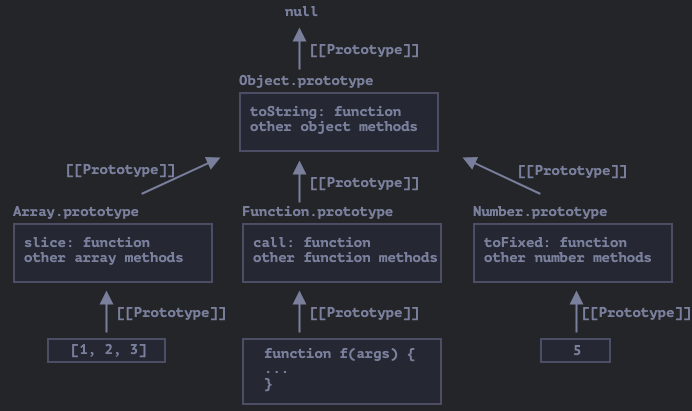 null
[[Prototype]]
Object.prototype
toString: function
other object methods
[[Prototype]]
[[Prototype]]
[[Prototype]]
Array.prototype
slice: function
other array methods
Function.prototype
call: function
other function methods
Number.prototype
toFixed: function
other number methods
[[Prototype]]
[[Prototype]]
[[Prototype]]
[1, 2, 3]
function f(args) {
...
}
5